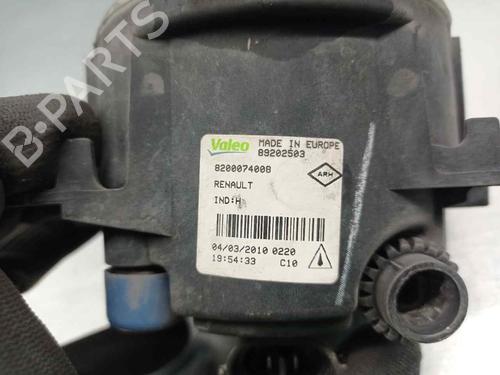 B-PARTS
Valeo
MADE IN EUROPE
89202503
8200074008
RENAULT
ARH
IND:H
04/03/2010 0220
19:54:33
C10